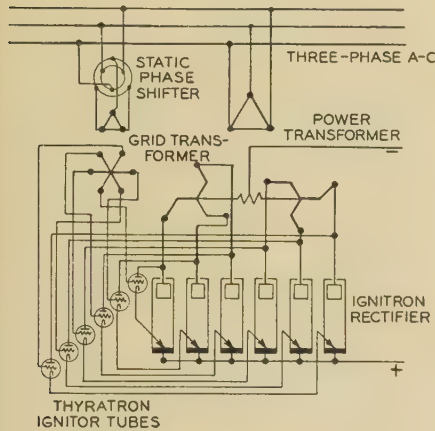 THREE-PHASE A-C
STATIC
PHASE
SHIFTER
POWER
TRANSFORMER
−
GRID TRANS-
FORMER
IGNITRON
RECTIFIER
+
THYRATRON
IGNITOR TUBES